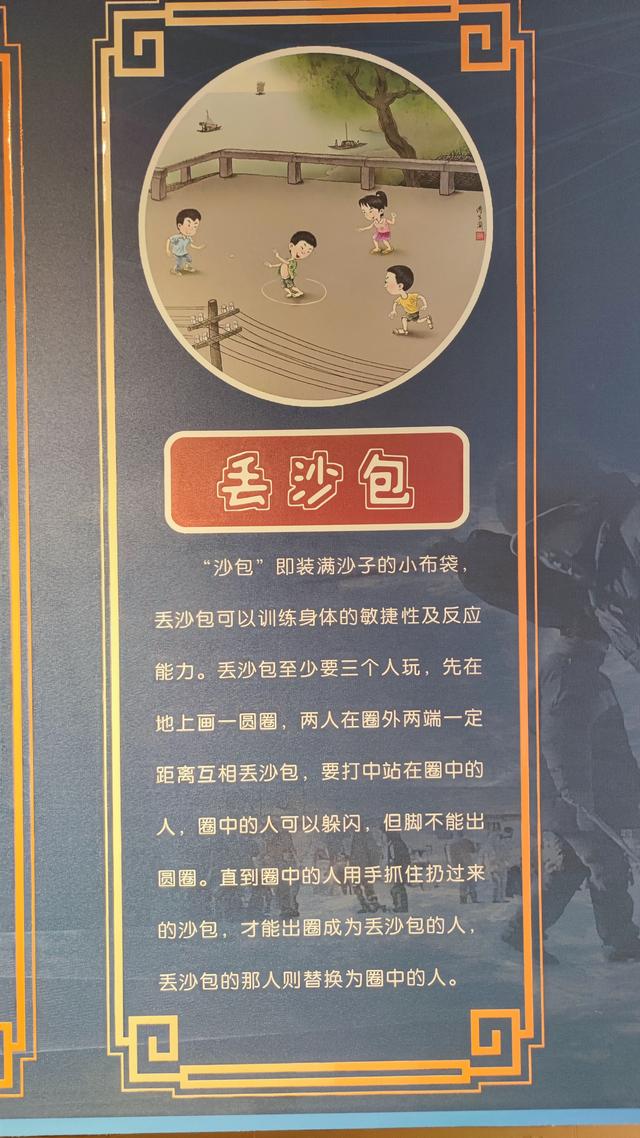 丢沙包
“沙包”即装满沙子的小布袋，
丢沙包可以训练身体的敏捷性及反应
能力。丢沙包至少要三个人玩，先在
地上画一圆圈，两人在圈外两端一定
距离互相丢沙包，要打中站在圈中的
人，圈中的人可以躲闪，但脚不能出
圆圈。直到圈中的人用手抓住扔过来
的沙包，才能出圈成为丢沙包的人，
丢沙包的那人则替换为圈中的人。